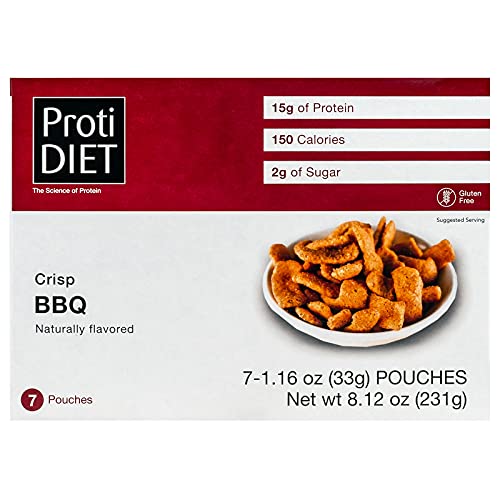 Proti
DIET
The Science of Protein
15g of Protein
150 Calories
2g of Sugar
Gluten
Free
Suggested Serving
Crisp
BBQ
Naturally flavored
7 Pouches
7-1.16 oz (33g) POUCHES
Net wt 8.12 oz (231g)